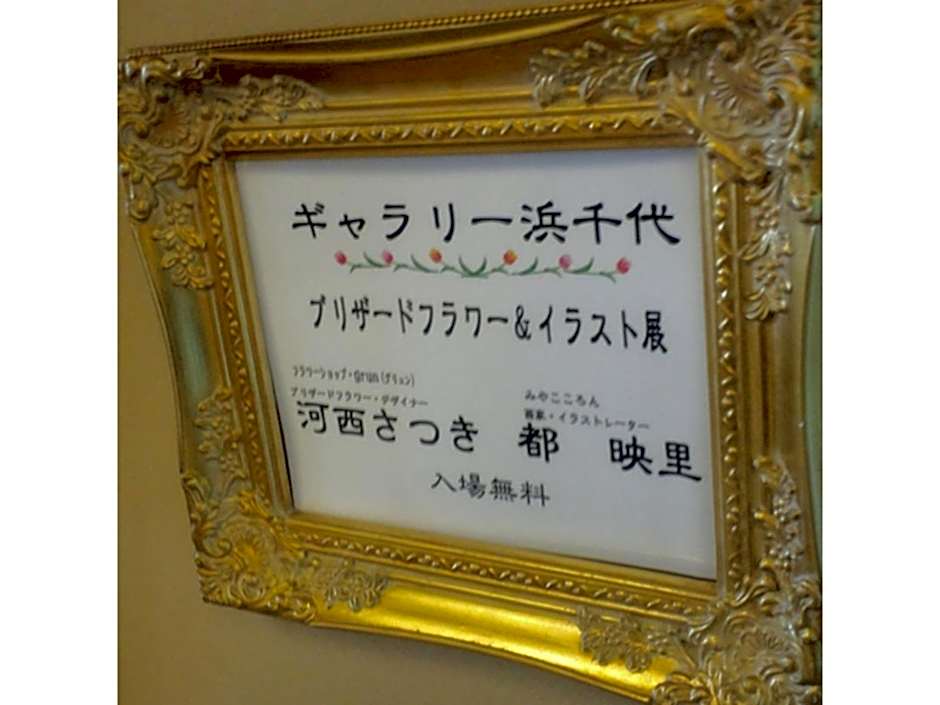 ギャラリー浜千代
プリザードフラワー&イラスト展
フラワーショップ・grun(グリュン)
プリザードフラワー・デザイナー
河西さつき
みやこころん
画家・イラストレーター
都 映里
入場無料